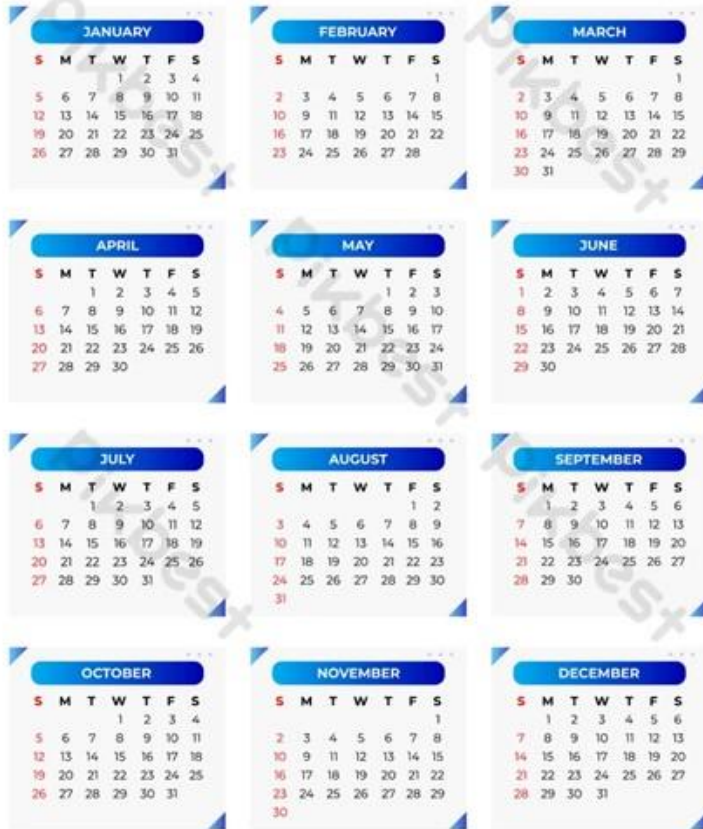 JANUARY
S M T W T F S
1 2 3 4
5 6 7 8 9 10 11
12 13 14 15 16 17 18
19 20 21 22 23 24 25
26 27 28 29 30 31
FEBRUARY
S M T W T F S
1
2 3 4 5 6 7 8
10 9 11 12 13 14 15
16 17 18 19 20 21 22
23 24 25 26 27 28
MARCH
S M T W T F S
1
2 3 4 5 6 7 8
10 9 11 12 13 14 15
16 17 18 19 20 21 22
23 24 25 26 27 28 29
30 31
APRIL
S M T W T F S
1 2 3 4 5
6 7 8 9 10 11 12
13 14 15 16 17 18 19
20 21 22 23 24 25 26
27 28 29 30
MAY
S M T W T F S
1 2 3
4 5 6 7 8 9 10
11 12 13 14 15 16 17
18 19 20 21 22 23 24
25 26 27 28 29 30 31
JUNE
S M T W T F S
1 2 3 4 5 6 7
8 9 10 11 12 13 14
15 16 17 18 19 20 21
22 23 24 25 26 27 28
29 30
JULY
S M T W T F S
1 2 3 4 5
6 7 8 9 10 11 12
13 14 15 16 17 18 19
20 21 22 23 24 25 26
27 28 29 30 31
AUGUST
S M T W T F S
1 2
3 4 5 6 7 8 9
10 11 12 13 14 15 16
17 18 19 20 21 22 23
24 25 26 27 28 29 30
31
SEPTEMBER
S M T W T F S
1 2 3 4 5 6
7 8 9 10 11 12 13
14 15 16 17 18 19 20
21 22 23 24 25 26 27
28 29 30
OCTOBER
S M T W T F S
1 2 3 4
5 6 7 8 9 10 11
12 13 14 15 16 17 18
19 20 21 22 23 24 25
26 27 28 29 30 31
NOVEMBER
S M T W T F S
1
2 3 4 5 6 7 8
10 9 11 12 13 14 15
16 17 18 19 20 21 22
23 24 25 26 27 28 29
30
DECEMBER
S M T W T F S
1 2 3 4 5 6
7 8 9 10 11 12 13
14 15 16 17 18 19 20
21 22 23 24 25 26 27
28 29 30 31
pikbest
pikbest
pikbest
pikbest
pikbest